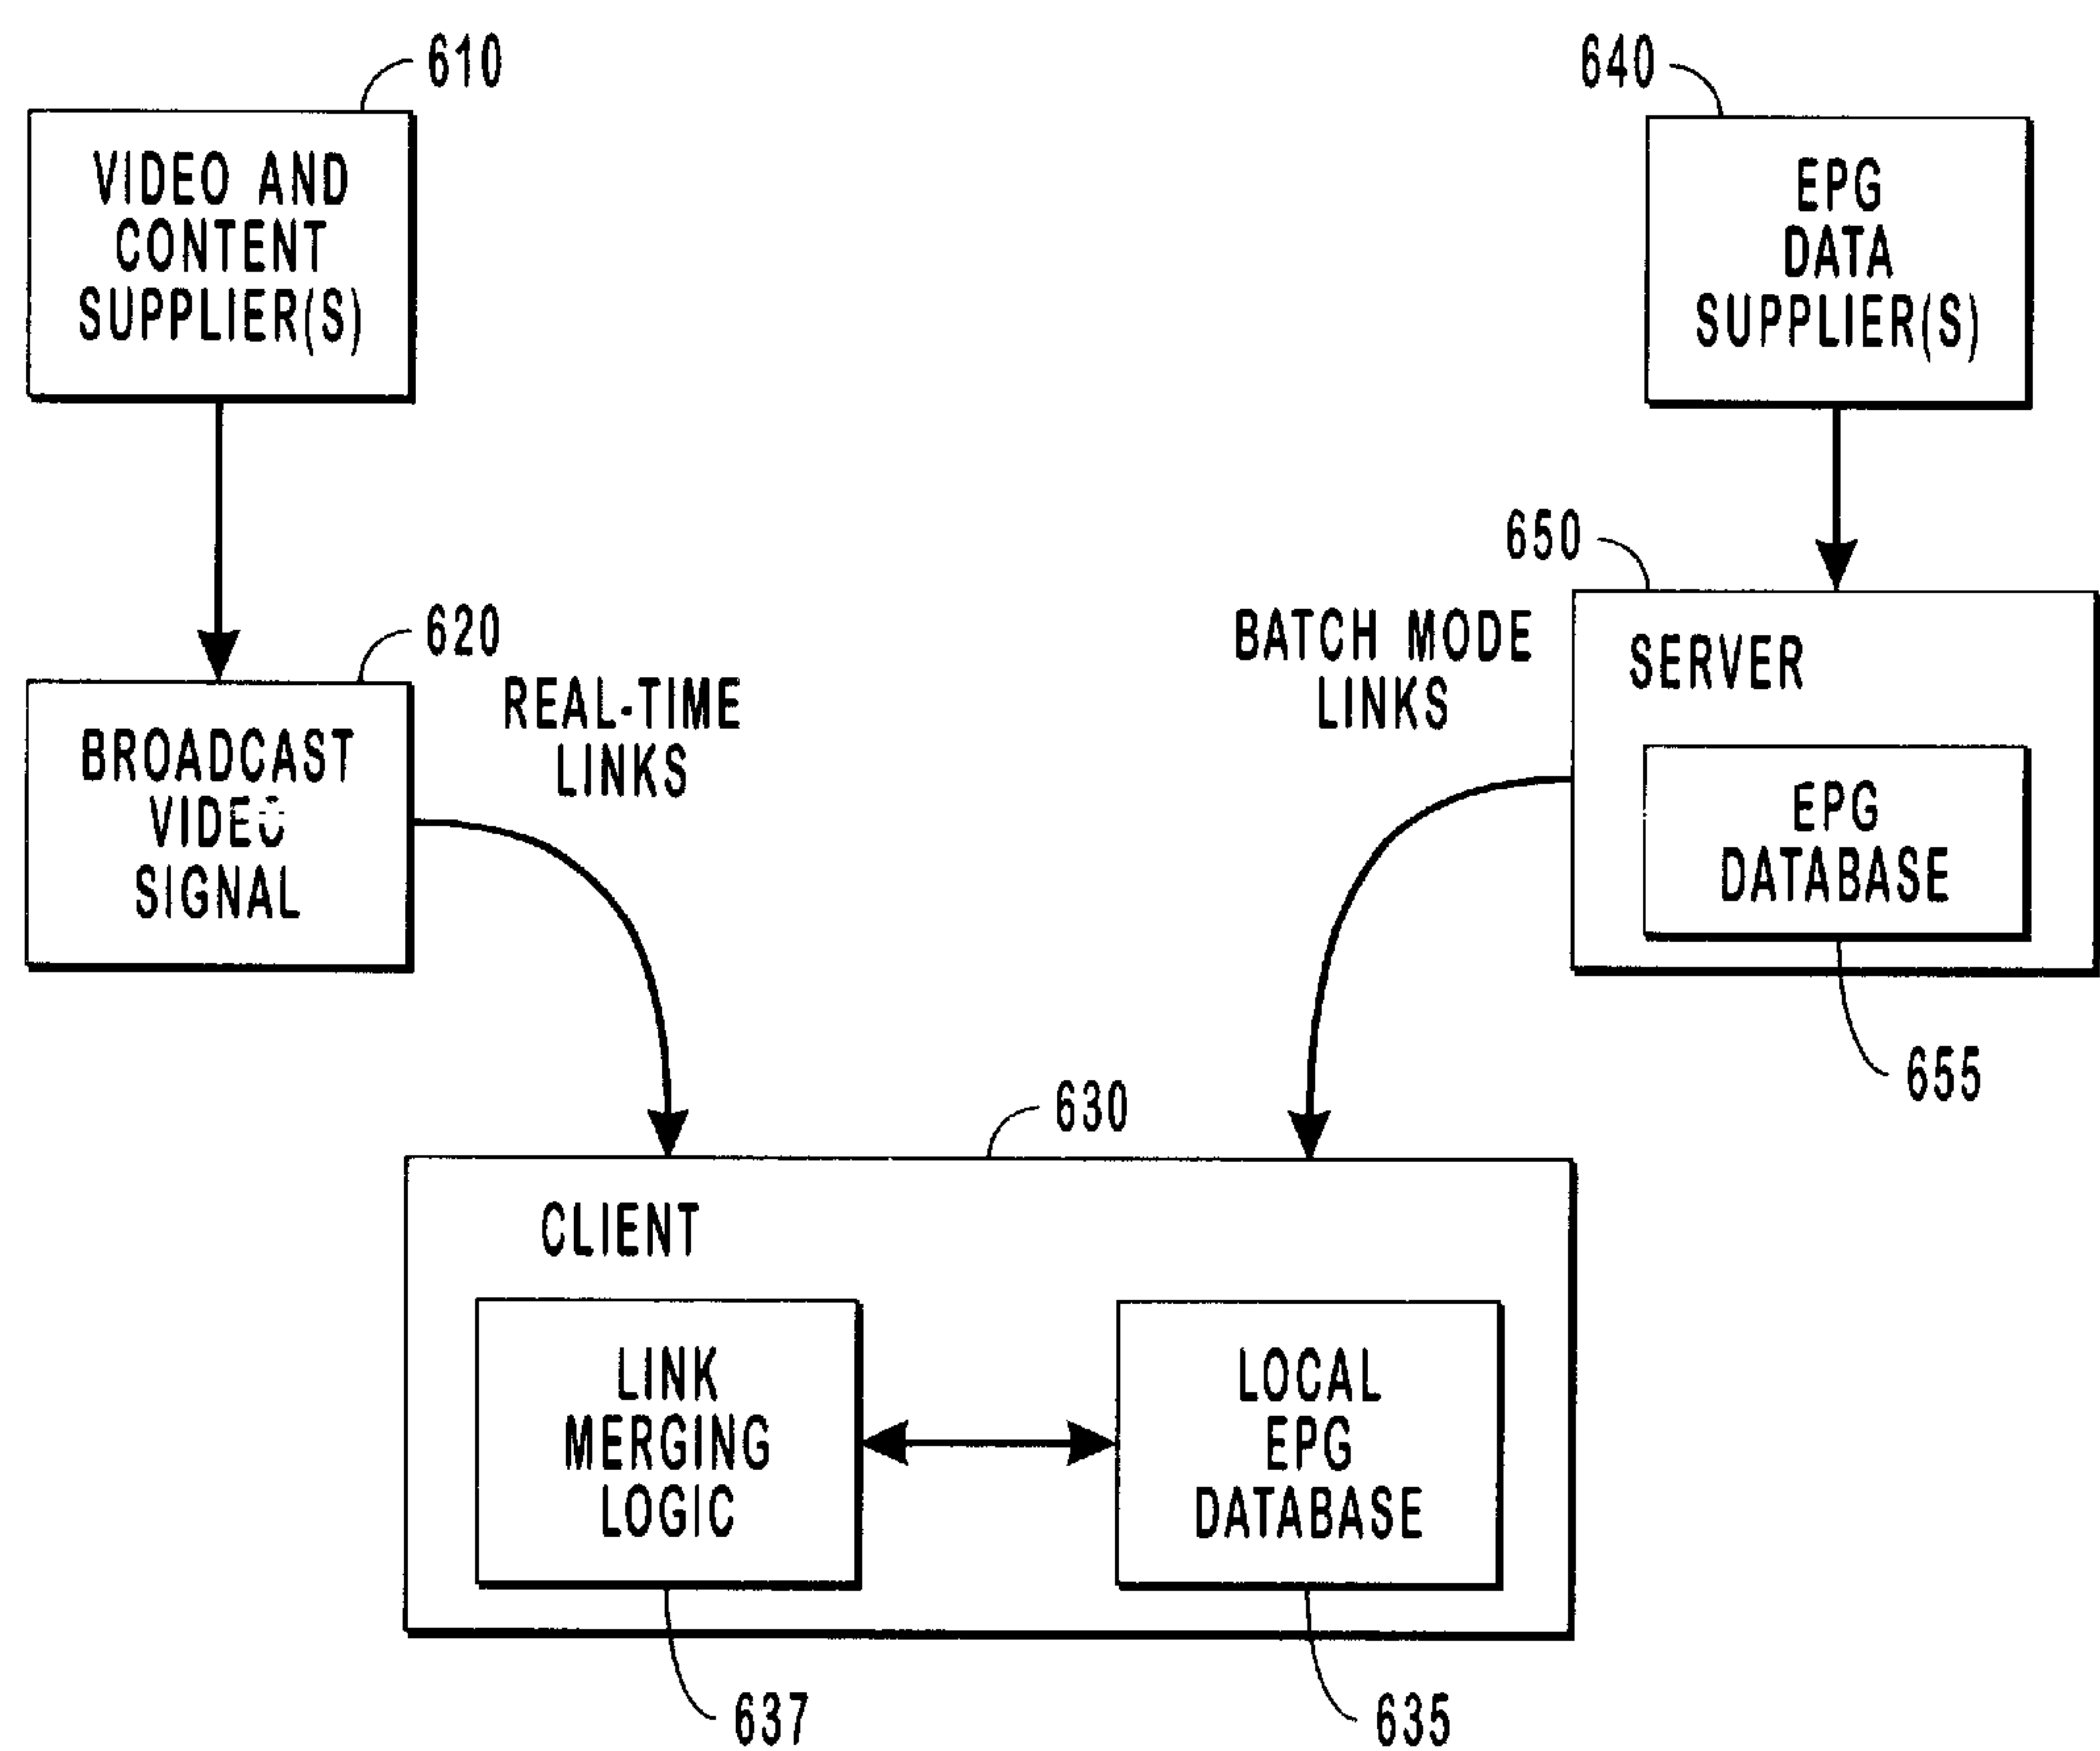 610
VIDEO AND
CONTENT
SUPPLIER(S)
640
EPG
DATA
SUPPLIER(S)
620
BROADCAST
VIDEO
SIGNAL
REAL-TIME
LINKS
BATCH MODE
LINKS
650
SERVER
EPG
DATABASE
655
630
CLIENT
LINK
MERGING
LOGIC
LOCAL
EPG
DATABASE
637
635